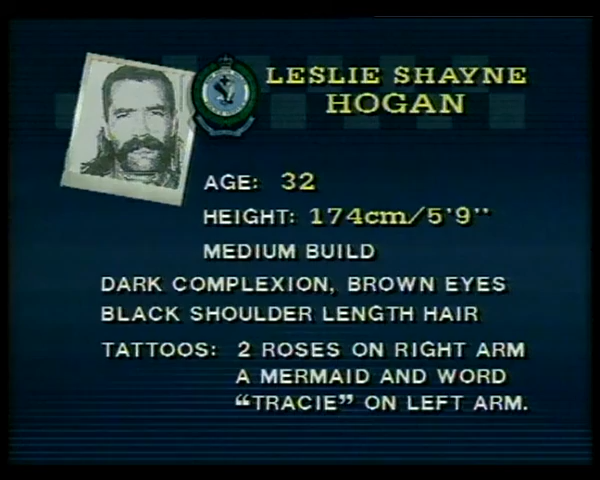 LESLIE SHAYNE
HOGAN
AGE: 32
HEIGHT: 174cm/5'9"
MEDIUM BUILD
DARK COMPLEXION, BROWN EYES
BLACK SHOULDER LENGTH HAIR
TATTOOS: 2 ROSES ON RIGHT ARM
A MERMAID AND WORD
“TRACIE” ON LEFT ARM.